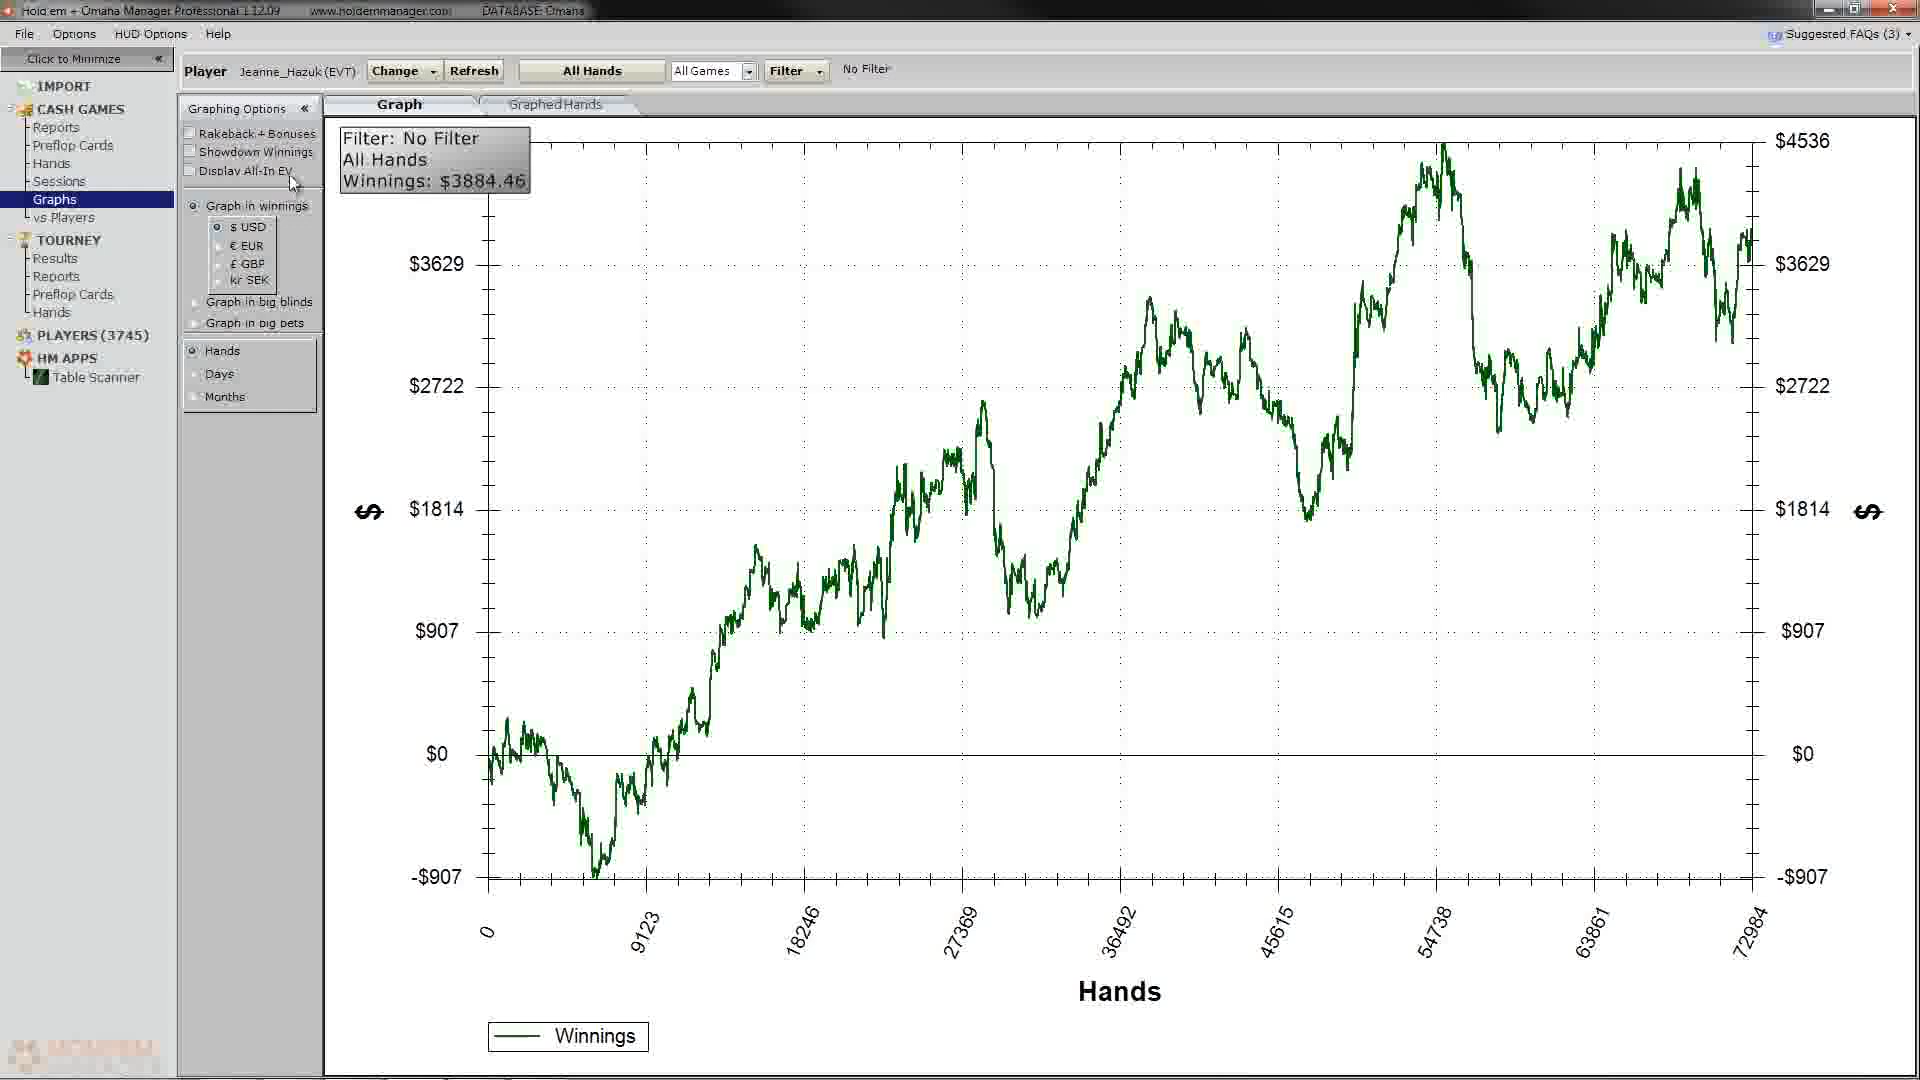 Hold'em + Omaha Manager Professional 1.12.09 www.holdemmanager.com DATABASE: Omaha
File Options HUD Options Help
Suggested FAQs (3)
Click to Minimize «
Player Jeanne_Hazuk (EVT) Change Refresh All Hands All Games Filter No Filter
IMPORT
CASH GAMES
Reports
Preflop Cards
Hands
Sessions
Graphs
vs Players
TOURNEY
Results
Reports
Preflop Cards
Hands
PLAYERS (3745)
HM APPS
Table Scanner
Graphing Options «
Rakeback + Bonuses
Showdown Winnings
Display All-In EV
Graph in winnings
$ USD
€ EUR
£ GBP
kr SEK
Graph in big blinds
Graph in big bets
Hands
Days
Months
Graph Graphed Hands
Filter: No Filter
All Hands
Winnings: $3884.46
$4536
$3629 $3629
$2722 $2722
$ $1814 $1814 $
$907 $907
$0 $0
-$907 -$907
0 9123 18246 27369 36492 45615 54738 63861 72984
Hands
Winnings